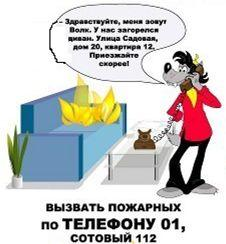 - Здравствуйте, меня зовут
Волк. У нас загорелся
диван. Улица Садовая,
дом 20, квартира 12.
Приезжайте
скорее!
ВЫЗВАТЬ ПОЖАРНЫХ
по ТЕЛЕФОНУ 01,
СОТОВЫЙ 112